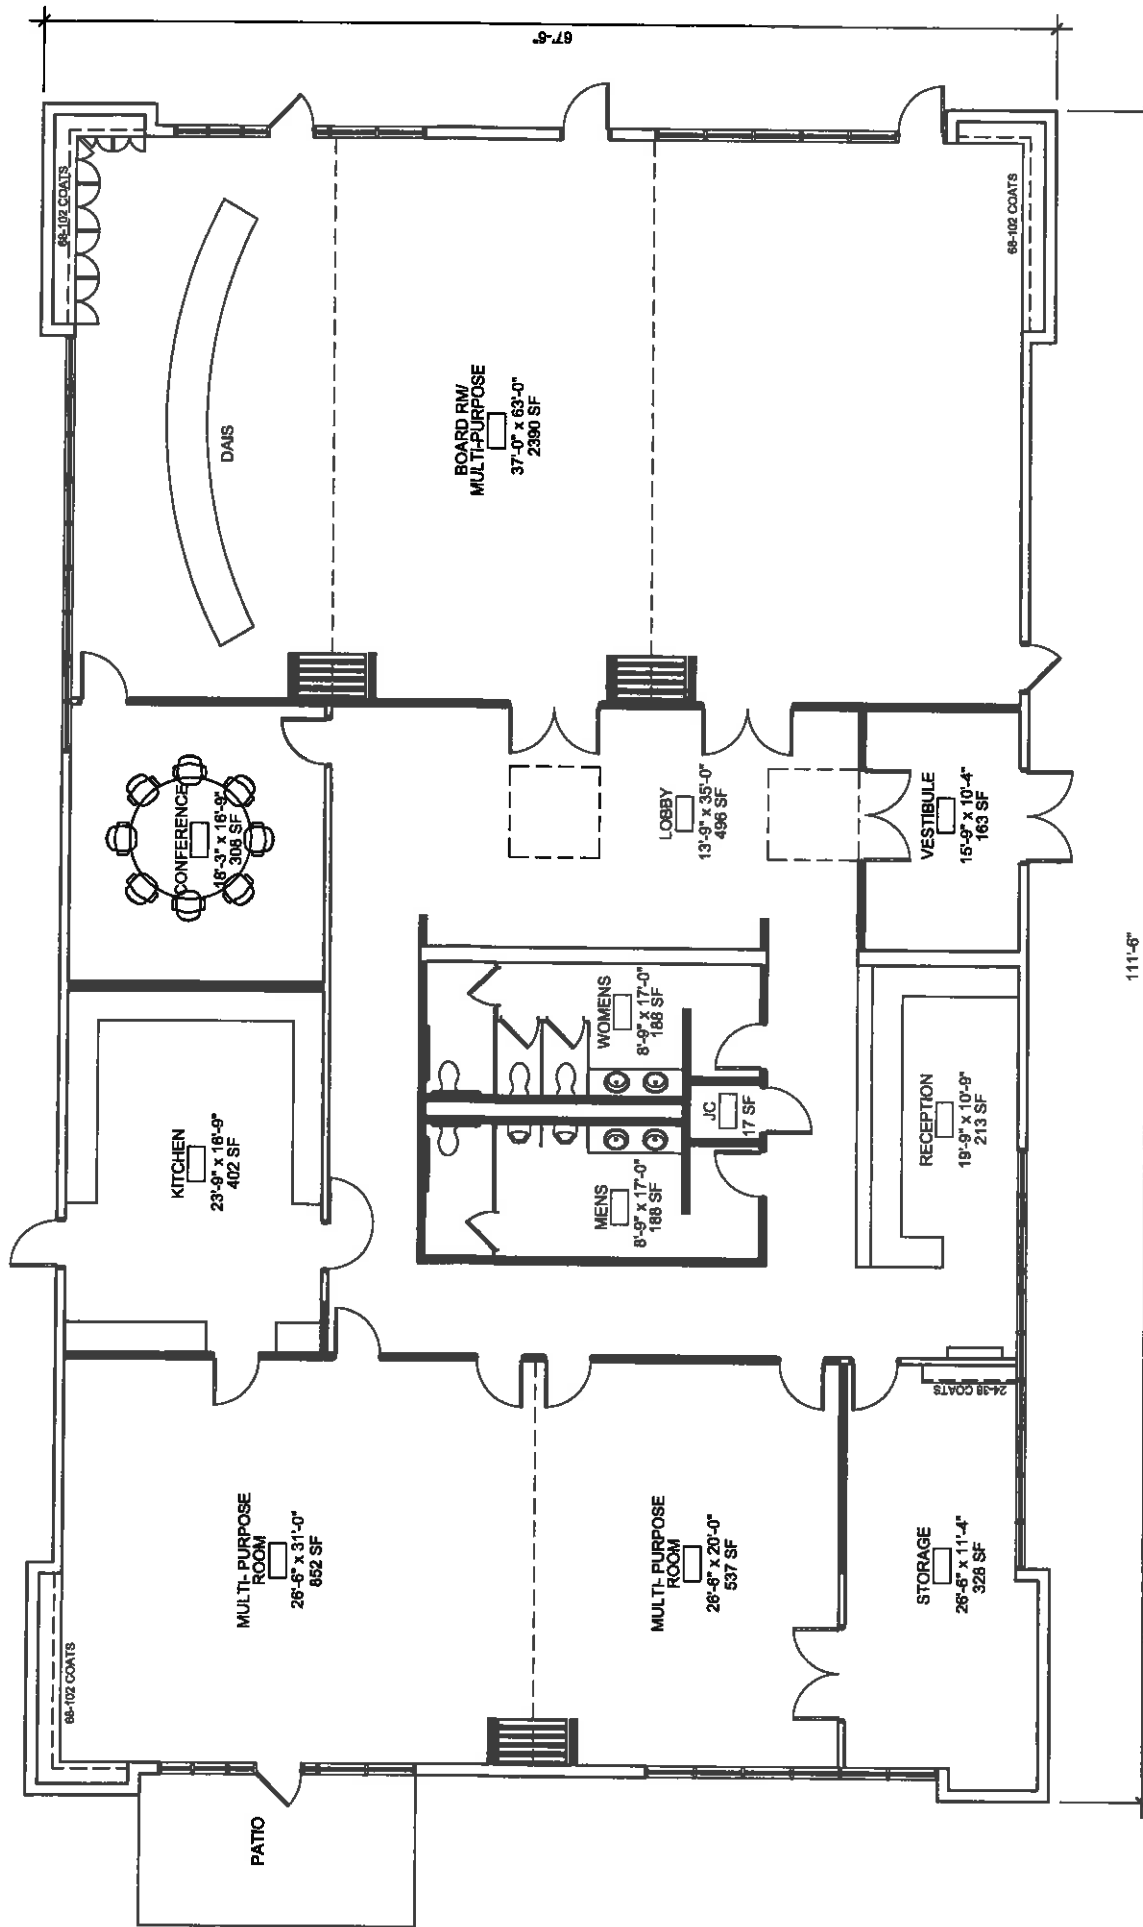 67'-6"
68-102 COATS
68-102 COATS
DAIS
BOARD RM/
MULTI-PURPOSE
37'-0" x 63'-0"
2390 SF
CONFERENCE
18'-3" x 16'-9"
308 SF
LOBBY
13'-9" x 35'-0"
496 SF
VESTIBULE
15'-9" x 10'-4"
163 SF
KITCHEN
23'-9" x 16'-9"
402 SF
WOMENS
8'-9" x 17'-0"
188 SF
JC
17 SF
MENS
8'-9" x 17'-0"
188 SF
RECEPTION
19'-9" x 10'-9"
213 SF
111'-6"
24-38 COATS
MULTI- PURPOSE
ROOM
26'-6" x 31'-0"
852 SF
MULTI- PURPOSE
ROOM
26'-6" x 20'-0"
537 SF
STORAGE
26'-6" x 11'-4"
328 SF
68-102 COATS
PATIO